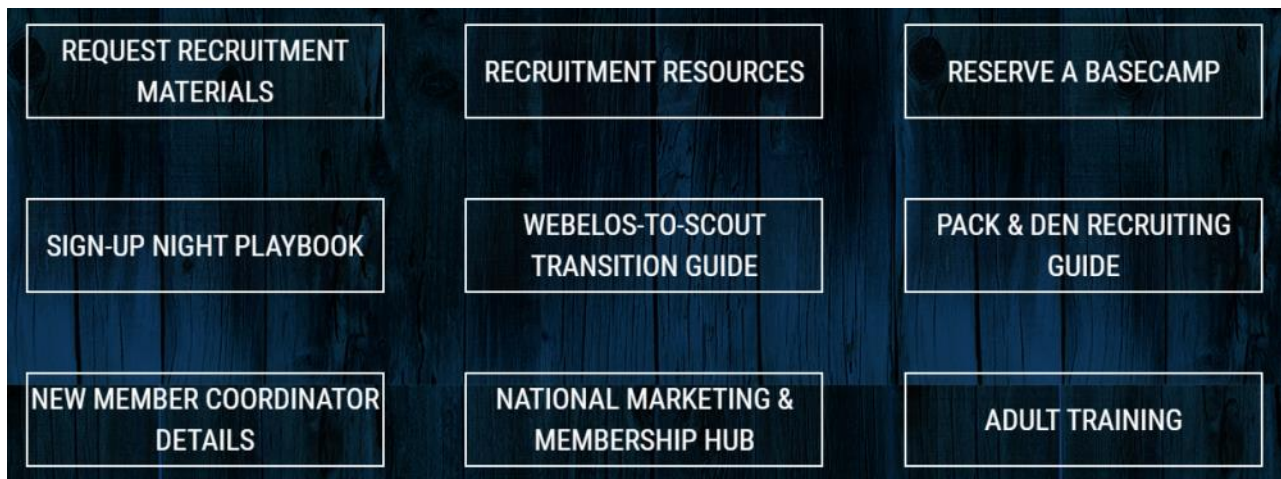 REQUEST RECRUITMENT
MATERIALS
RECRUITMENT RESOURCES
RESERVE A BASECAMP
SIGN-UP NIGHT PLAYBOOK
WEBELOS-TO-SCOUT
TRANSITION GUIDE
PACK & DEN RECRUITING
GUIDE
NEW MEMBER COORDINATOR
DETAILS
NATIONAL MARKETING &
MEMBERSHIP HUB
ADULT TRAINING